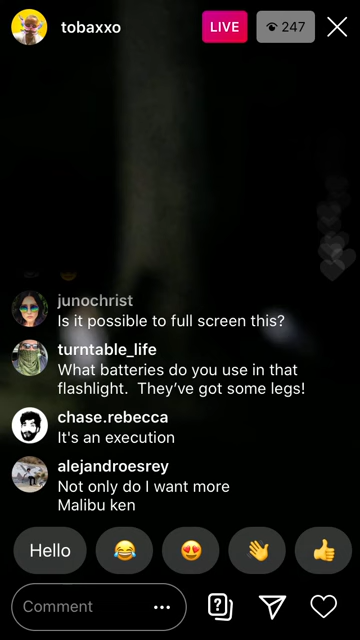 tobaxxo
LIVE
247
junochrist
Is it possible to full screen this?
turntable_life
What batteries do you use in that
flashlight.  They’ve got some legs!
chase.rebecca
It's an execution
alejandroesrey
Not only do I want more
Malibu ken
Hello
Comment